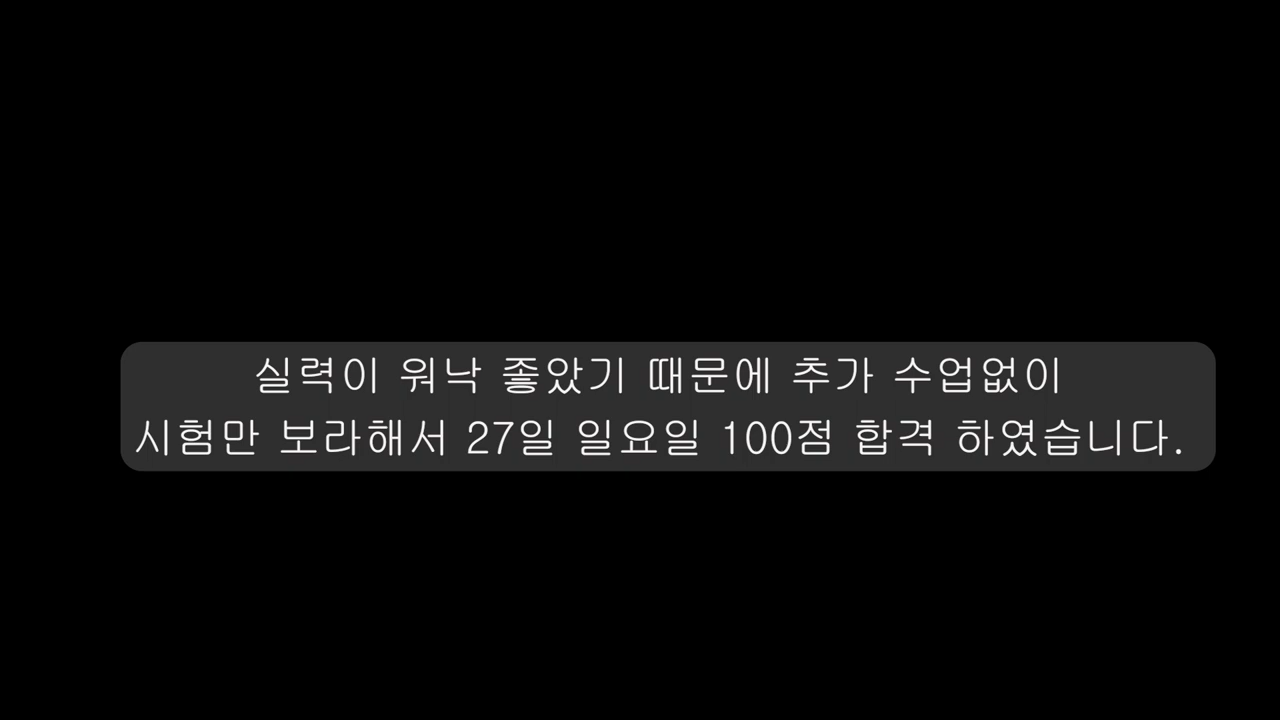 실력이 워낙 좋았기 때문에 추가 수업없이
시험만 보라해서 27일 일요일 100점 합격 하였습니다.